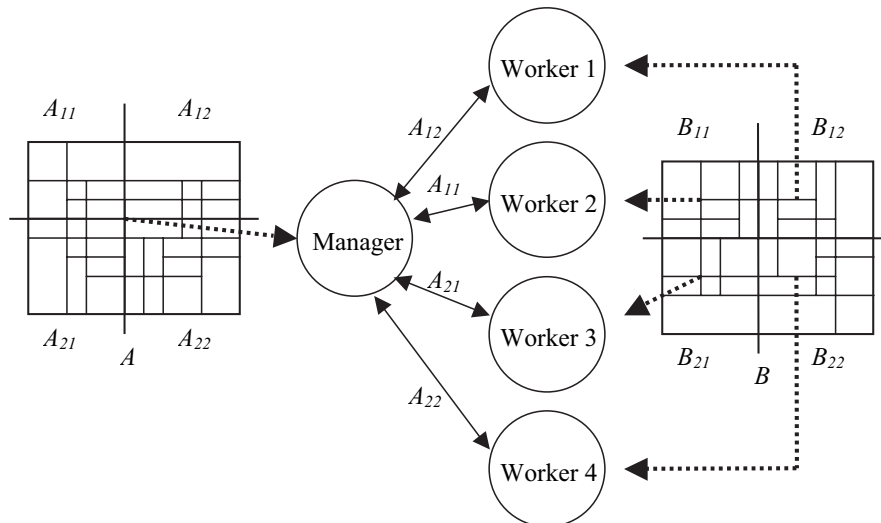 Worker 1
A11
A12
B11
B12
A12
A11
Worker 2
Manager
A21
Worker 3
A21
A22
A
B21
B22
B
A22
Worker 4